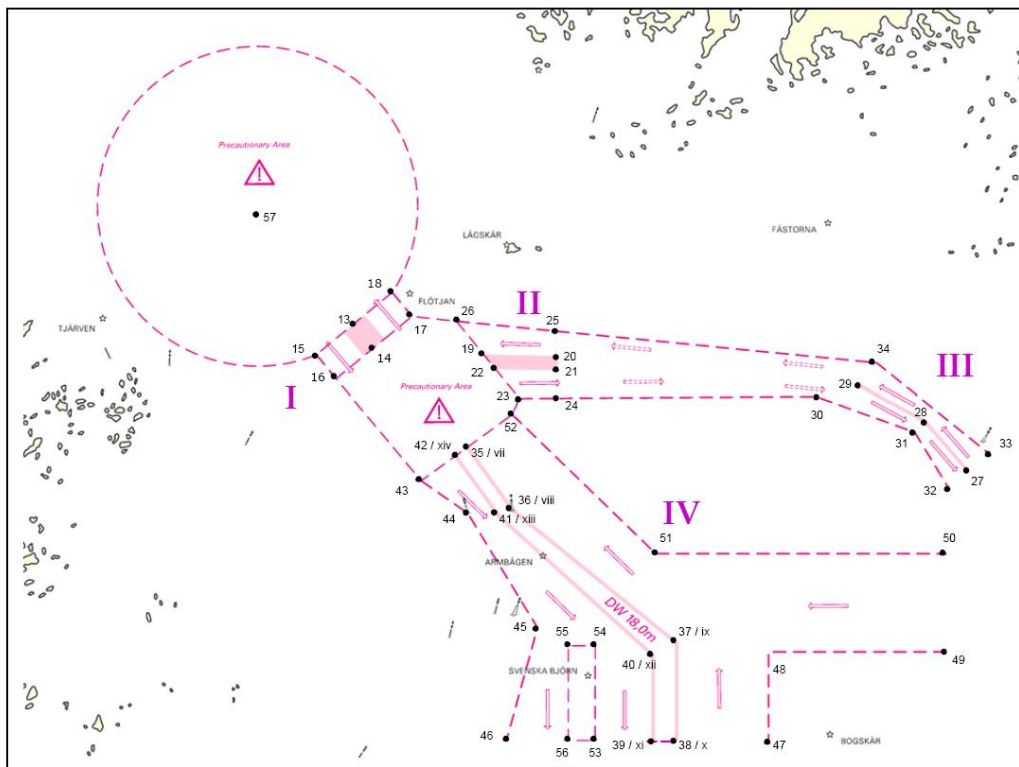 Precautionary Area
57
LÅGSKÄR
FÄSTORNA
18
FLÖTJAN
II
TJÄRVEN
13
17
26
25
15
14
19
20
34
III
16
22
21
29
I
Precautionary Area
23
24
30
28
52
31
33
42 / xiv
35 / vii
27
43
32
36 / viii
44
41 / xiii
IV
51
50
ARMBÅGEN
DW 18,0m
45
55
54
37 / ix
40 / xii
48
49
SVENSKA BJÖRN
46
56
53
39 / xi
38 / x
47
BOGSKÄR